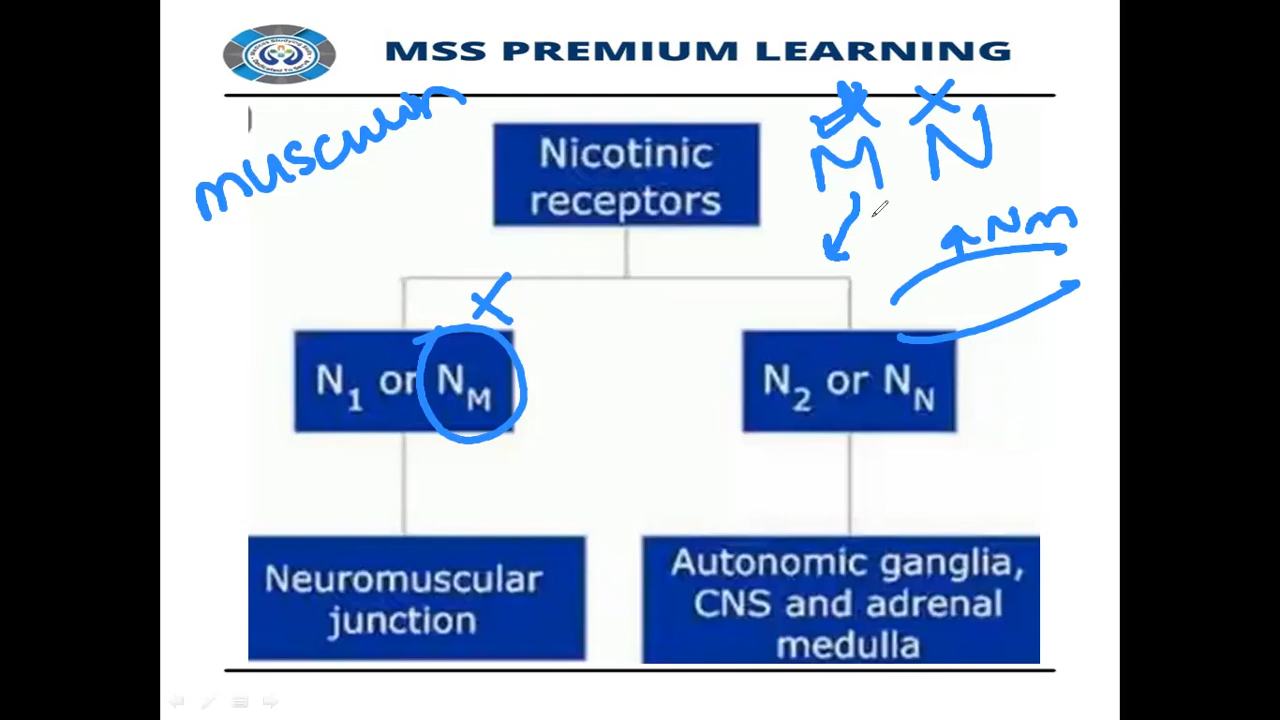 MSS PREMIUM LEARNING
Nicotinic
receptors
M N
Nm
N1 or NM
N2 or NN
Neuromuscular
junction
Autonomic ganglia,
CNS and adrenal
medulla